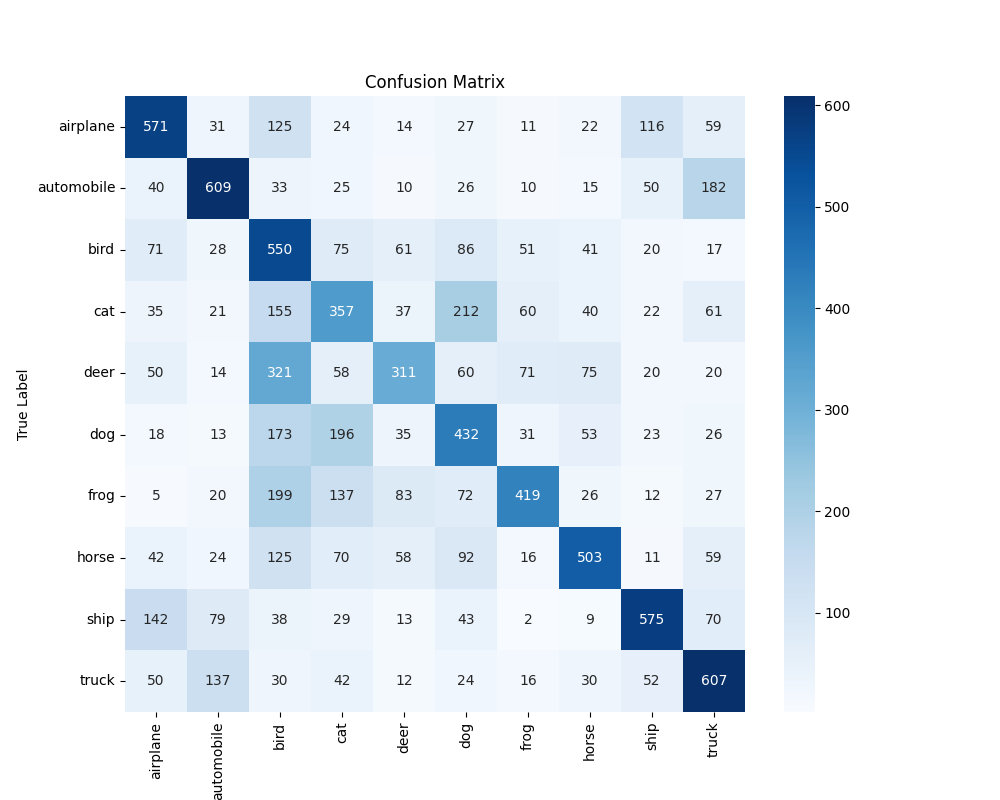 Confusion Matrix
True Label
airplane 571 31 125 24 14 27 11 22 116 59
automobile 40 609 33 25 10 26 10 15 50 182
bird 71 28 550 75 61 86 51 41 20 17
cat 35 21 155 357 37 212 60 40 22 61
deer 50 14 321 58 311 60 71 75 20 20
dog 18 13 173 196 35 432 31 53 23 26
frog 5 20 199 137 83 72 419 26 12 27
horse 42 24 125 70 58 92 16 503 11 59
ship 142 79 38 29 13 43 2 9 575 70
truck 50 137 30 42 12 24 16 30 52 607
airplane automobile bird cat deer dog frog horse ship truck
600
500
400
300
200
100